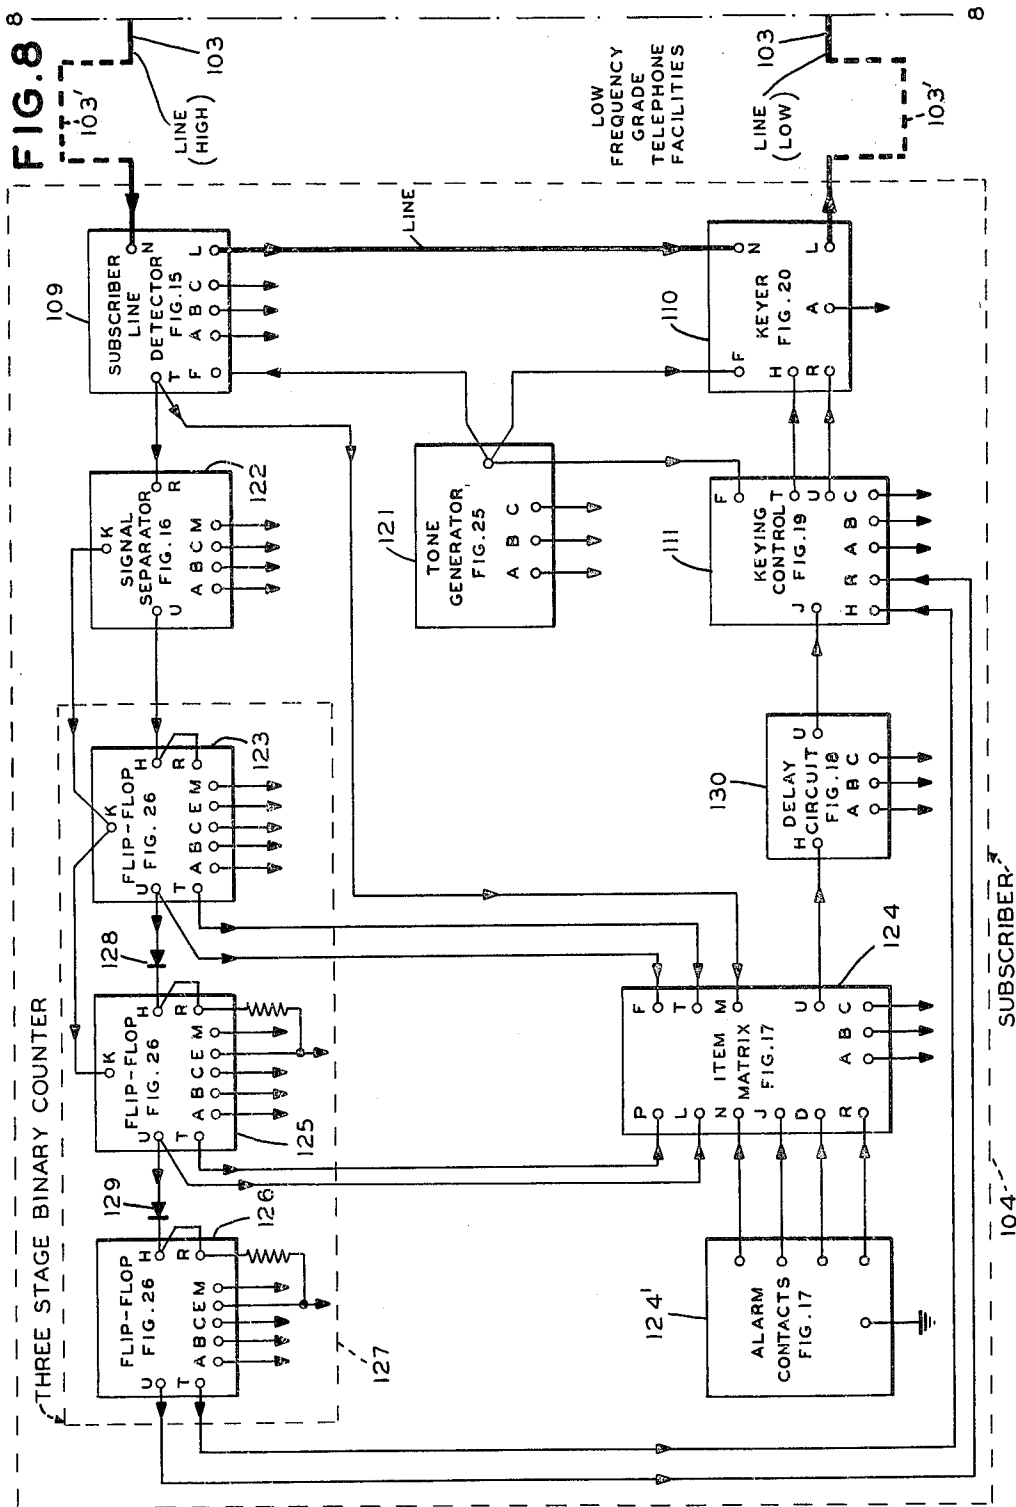 FIG.8
8
8
103'
103
LINE
(HIGH)
LOW
FREQUENCY
GRADE
TELEPHONE
FACILITIES
LINE
(LOW)
103
103'
109
SUBSCRIBER
LINE
DETECTOR
FIG.15
N
T
F
A
B
C
L
LINE
110
KEYER
FIG. 20
N
F
H
R
A
L
122
SIGNAL
SEPARATOR
FIG. 16
K
R
U
A
B
C
M
121
TONE
GENERATOR
FIG. 25
A
B
C
111
KEYING
CONTROL
FIG.19
F
T
U
J
H
R
A
B
C
THREE STAGE BINARY COUNTER
123
FLIP-FLOP
FIG. 26
K
H
R
U
T
A
B
C
E
M
128
125
FLIP-FLOP
FIG. 26
K
H
R
U
T
A
B
C
E
M
129
126
FLIP-FLOP
FIG.26
H
R
U
T
A
B
C
E
M
127
130
DELAY
CIRCUIT
FIG.18
H
U
A
B
C
124
ITEM
MATRIX
FIG.17
F
T
M
U
P
L
N
J
D
R
A
B
C
124'
ALARM
CONTACTS
FIG.17
SUBSCRIBER
104